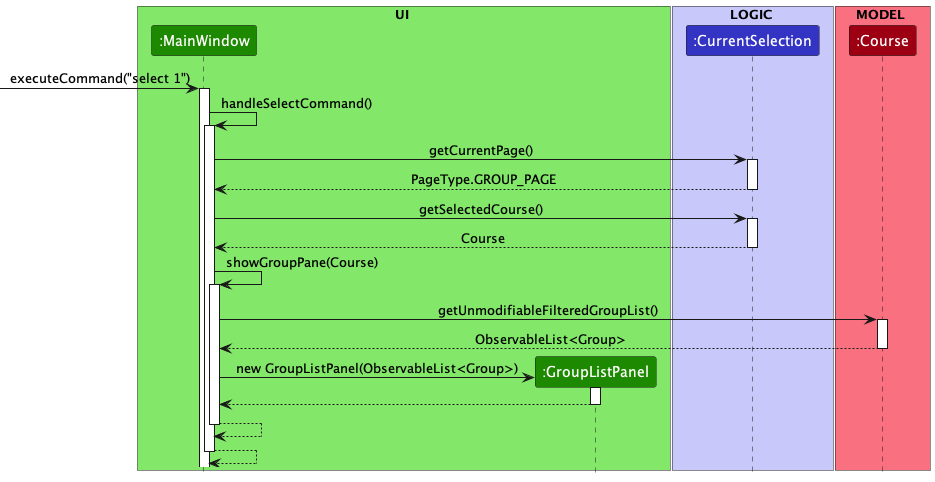 UI
LOGIC
MODEL
:MainWindow
:CurrentSelection
:Course
executeCommand("select 1")
handleSelectCommand()
getCurrentPage()
PageType.GROUP_PAGE
getSelectedCourse()
Course
showGroupPane(Course)
getUnmodifiableFilteredGroupList()
ObservableList<Group>
new GroupListPanel(ObservableList<Group>)
:GroupListPanel